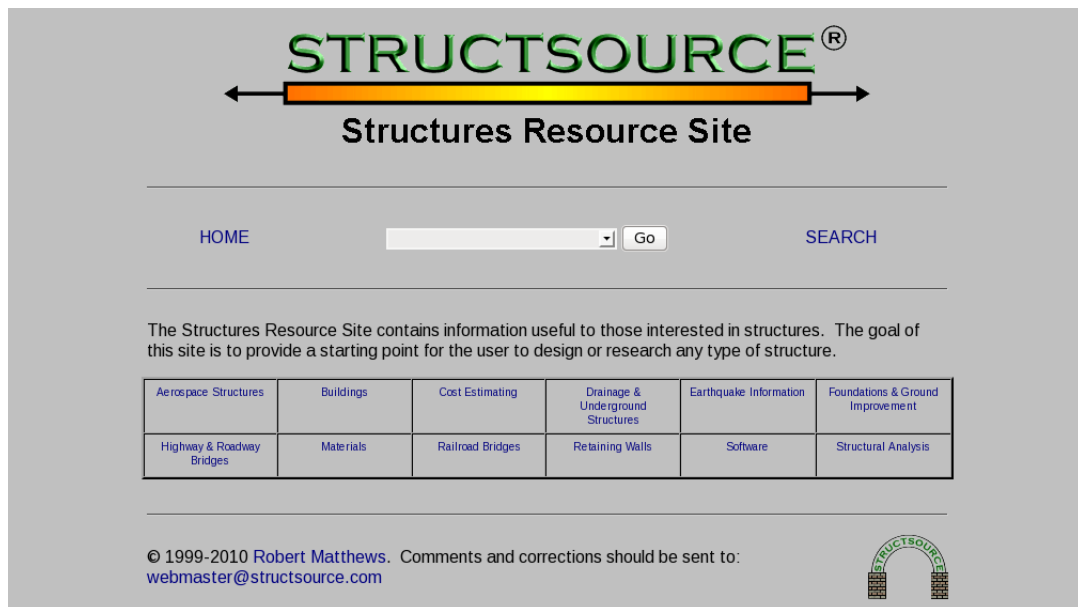 STRUCTSOURCE®
Structures Resource Site
HOME
Go
SEARCH
The Structures Resource Site contains information useful to those interested in structures. The goal of
this site is to provide a starting point for the user to design or research any type of structure.
Aerospace Structures
Buildings
Cost Estimating
Drainage &
Underground
Structures
Earthquake Information
Foundations & Ground
Improvement
Highway & Roadway
Bridges
Materials
Railroad Bridges
Retaining Walls
Software
Structural Analysis
© 1999-2010 Robert Matthews. Comments and corrections should be sent to:
webmaster@structsource.com
STRUCTSOURCE